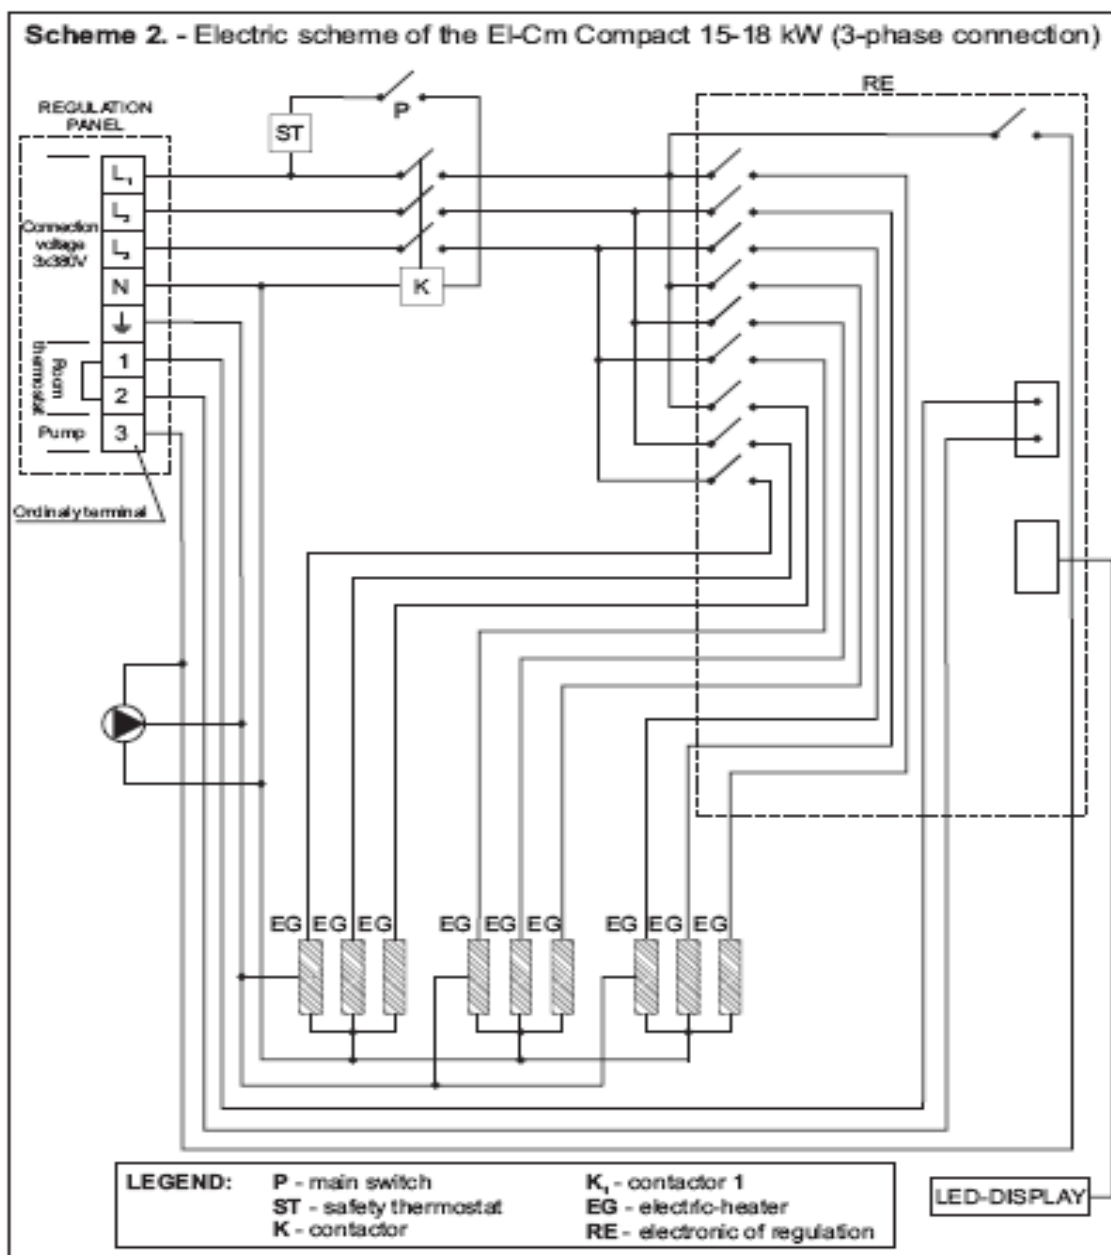 Scheme 2. - Electric scheme of the El-Cm Compact 15-18 kW (3-phase connection)
REGULATION
PANEL
ST
P
RE
L₁
L₂
L₃
N
Connection
voltage
3x380V
K
1
2
3
Room
thermostat
Pump
Ordinaly terminal
EG EG EG
EG EG EG
EG EG EG
LEGEND:
P - main switch
ST - safety thermostat
K - contactor
K₁ - contactor 1
EG - electric-heater
RE - electronic of regulation
LED-DISPLAY